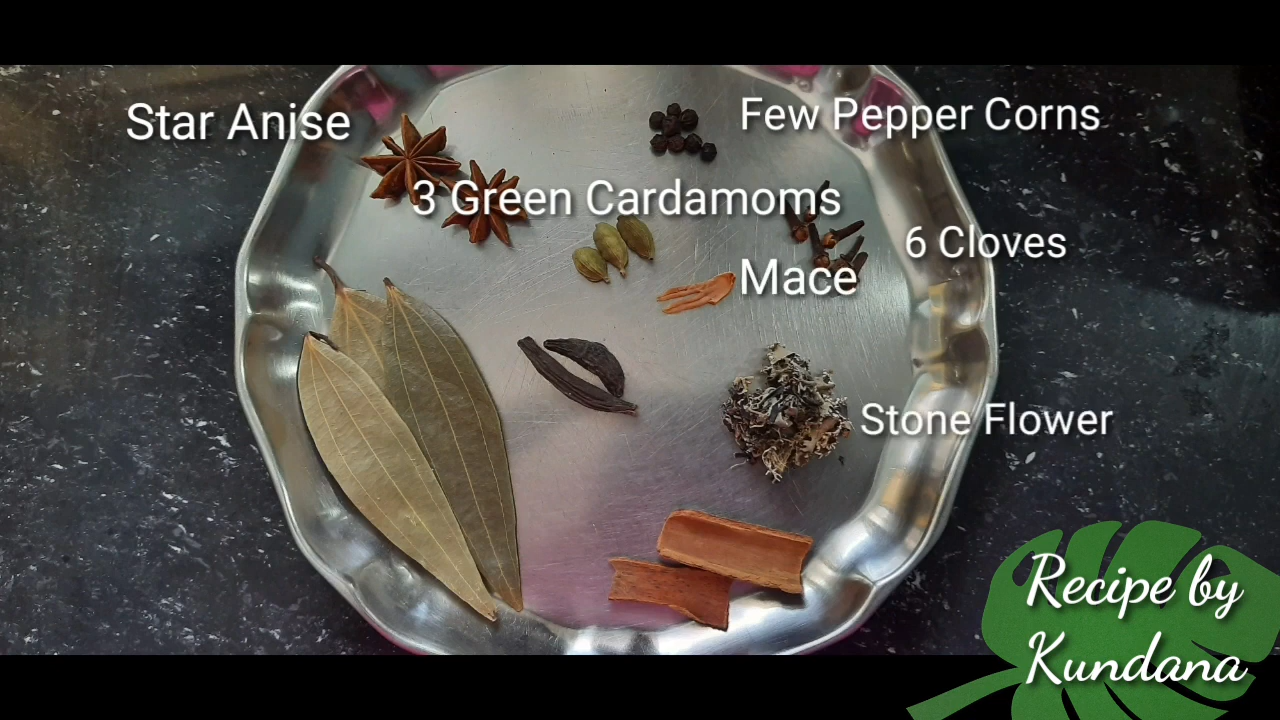 Star Anise
Few Pepper Corns
3 Green Cardamoms
6 Cloves
Mace
Stone Flower
Recipe by
Kundana